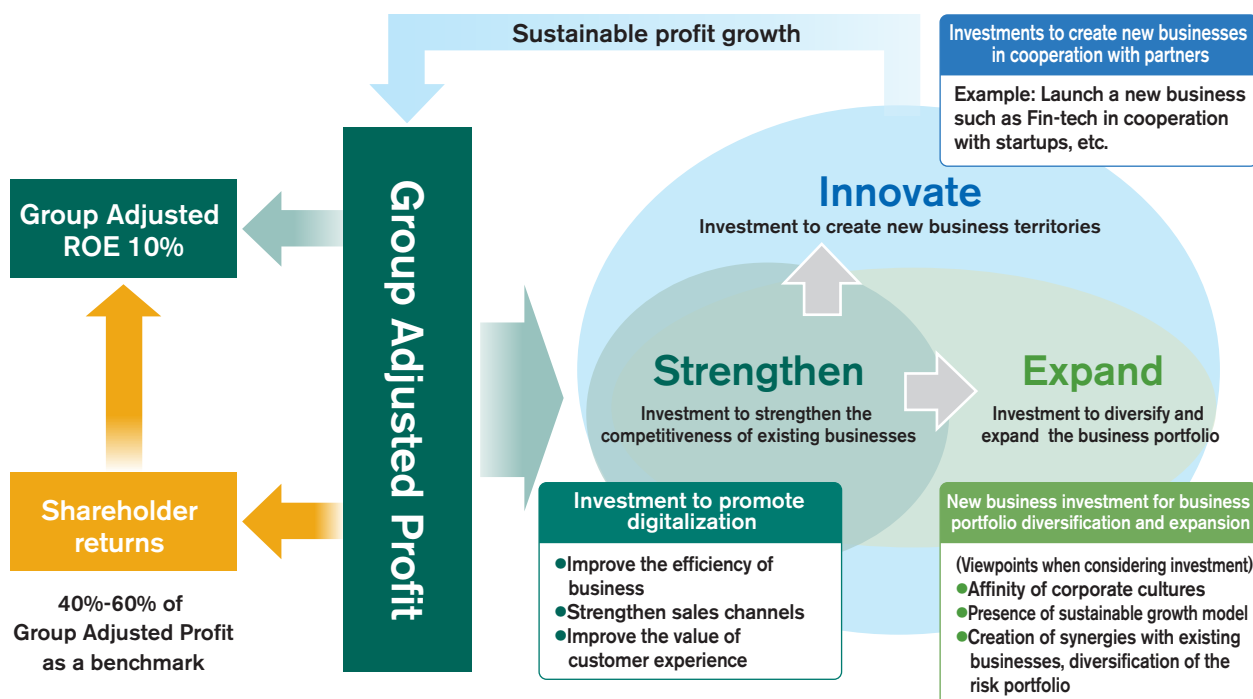 Sustainable profit growth
Investments to create new businesses
in cooperation with partners
Example: Launch a new business
such as Fin-tech in cooperation
with startups, etc.
Group Adjusted
ROE 10%
Group Adjusted Profit
Innovate
Investment to create new business territories
Strengthen
Investment to strengthen the
competitiveness of existing businesses
Expand
Investment to diversify and
expand the business portfolio
Shareholder
returns
40%-60% of
Group Adjusted Profit
as a benchmark
Investment to promote
digitalization
●Improve the efficiency of
business
●Strengthen sales channels
●Improve the value of
customer experience
New business investment for business
portfolio diversification and expansion
(Viewpoints when considering investment)
●Affinity of corporate cultures
●Presence of sustainable growth model
●Creation of synergies with existing
businesses, diversification of the
risk portfolio